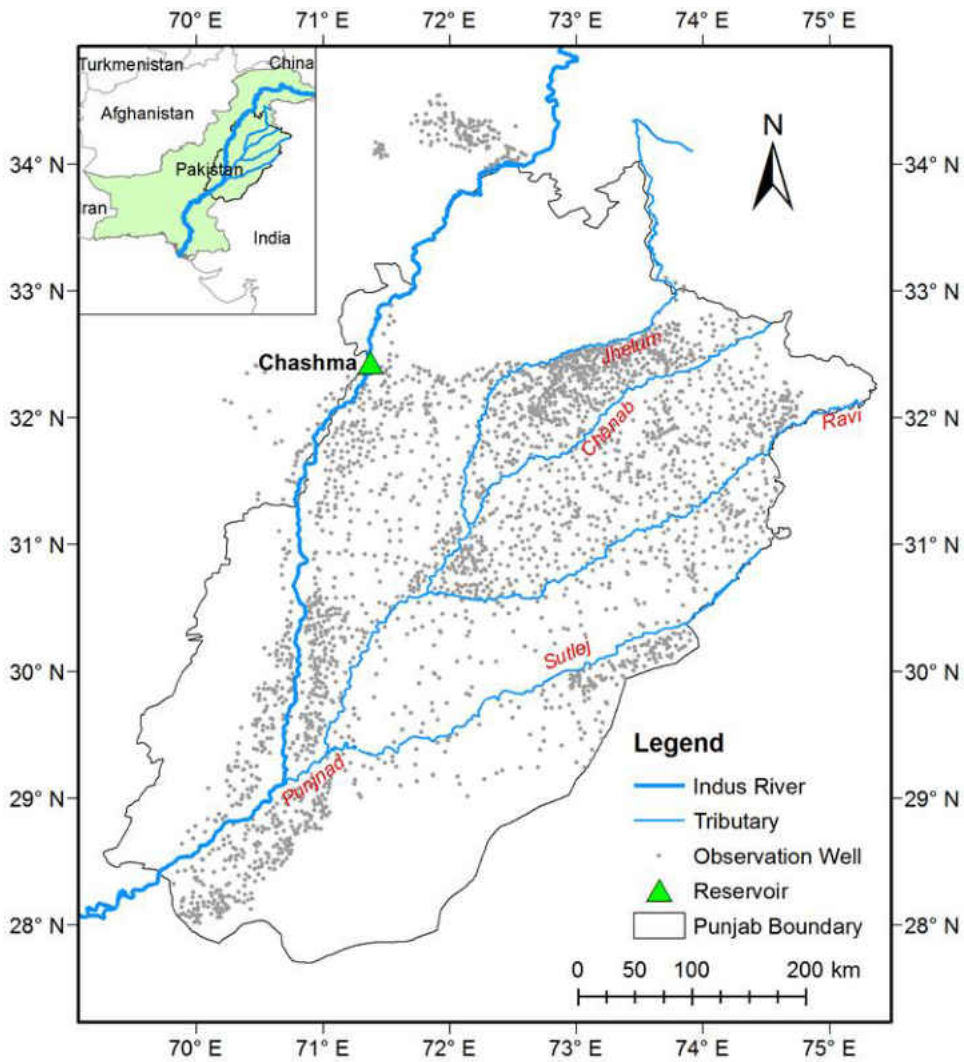 70° E 71° E 72° E 73° E 74° E 75° E
Turkmenistan
China
Afghanistan
Pakistan
ran
India
N
34° N 34° N
33° N 33° N
Chashma
Jhelum
32° N 32° N
Chenab
Ravi
31° N 31° N
30° N 30° N
Sutlej
Punjnad
29° N 29° N
28° N 28° N
Legend
Indus River
Tributary
Observation Well
Reservoir
Punjab Boundary
0 50 100 200 km
70° E 71° E 72° E 73° E 74° E 75° E